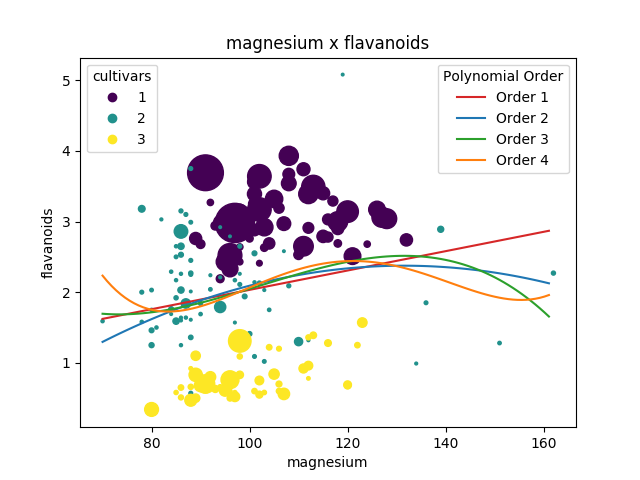 magnesium x flavanoids
cultivars
1
2
3
Polynomial Order
Order 1
Order 2
Order 3
Order 4
flavanoids
5
4
3
2
1
80
100
120
140
160
magnesium